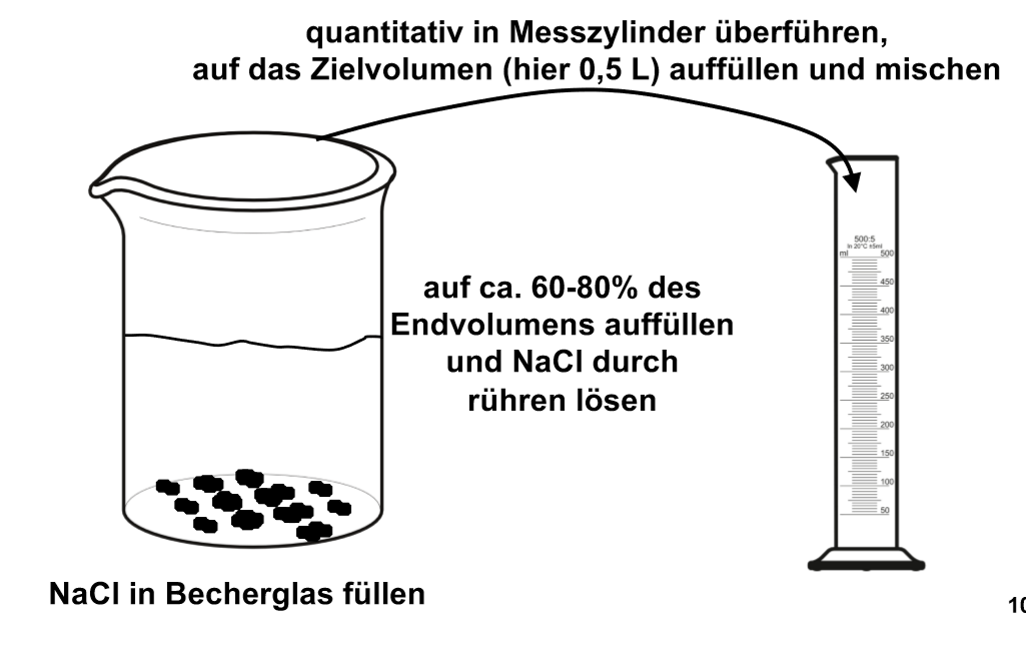 quantitativ in Messzylinder überführen,
auf das Zielvolumen (hier 0,5 L) auffüllen und mischen
500:5
In 20°C ±5ml
ml 500
450
400
350
300
250
200
150
100
50
auf ca. 60-80% des
Endvolumens auffüllen
und NaCl durch
rühren lösen
NaCl in Becherglas füllen
10